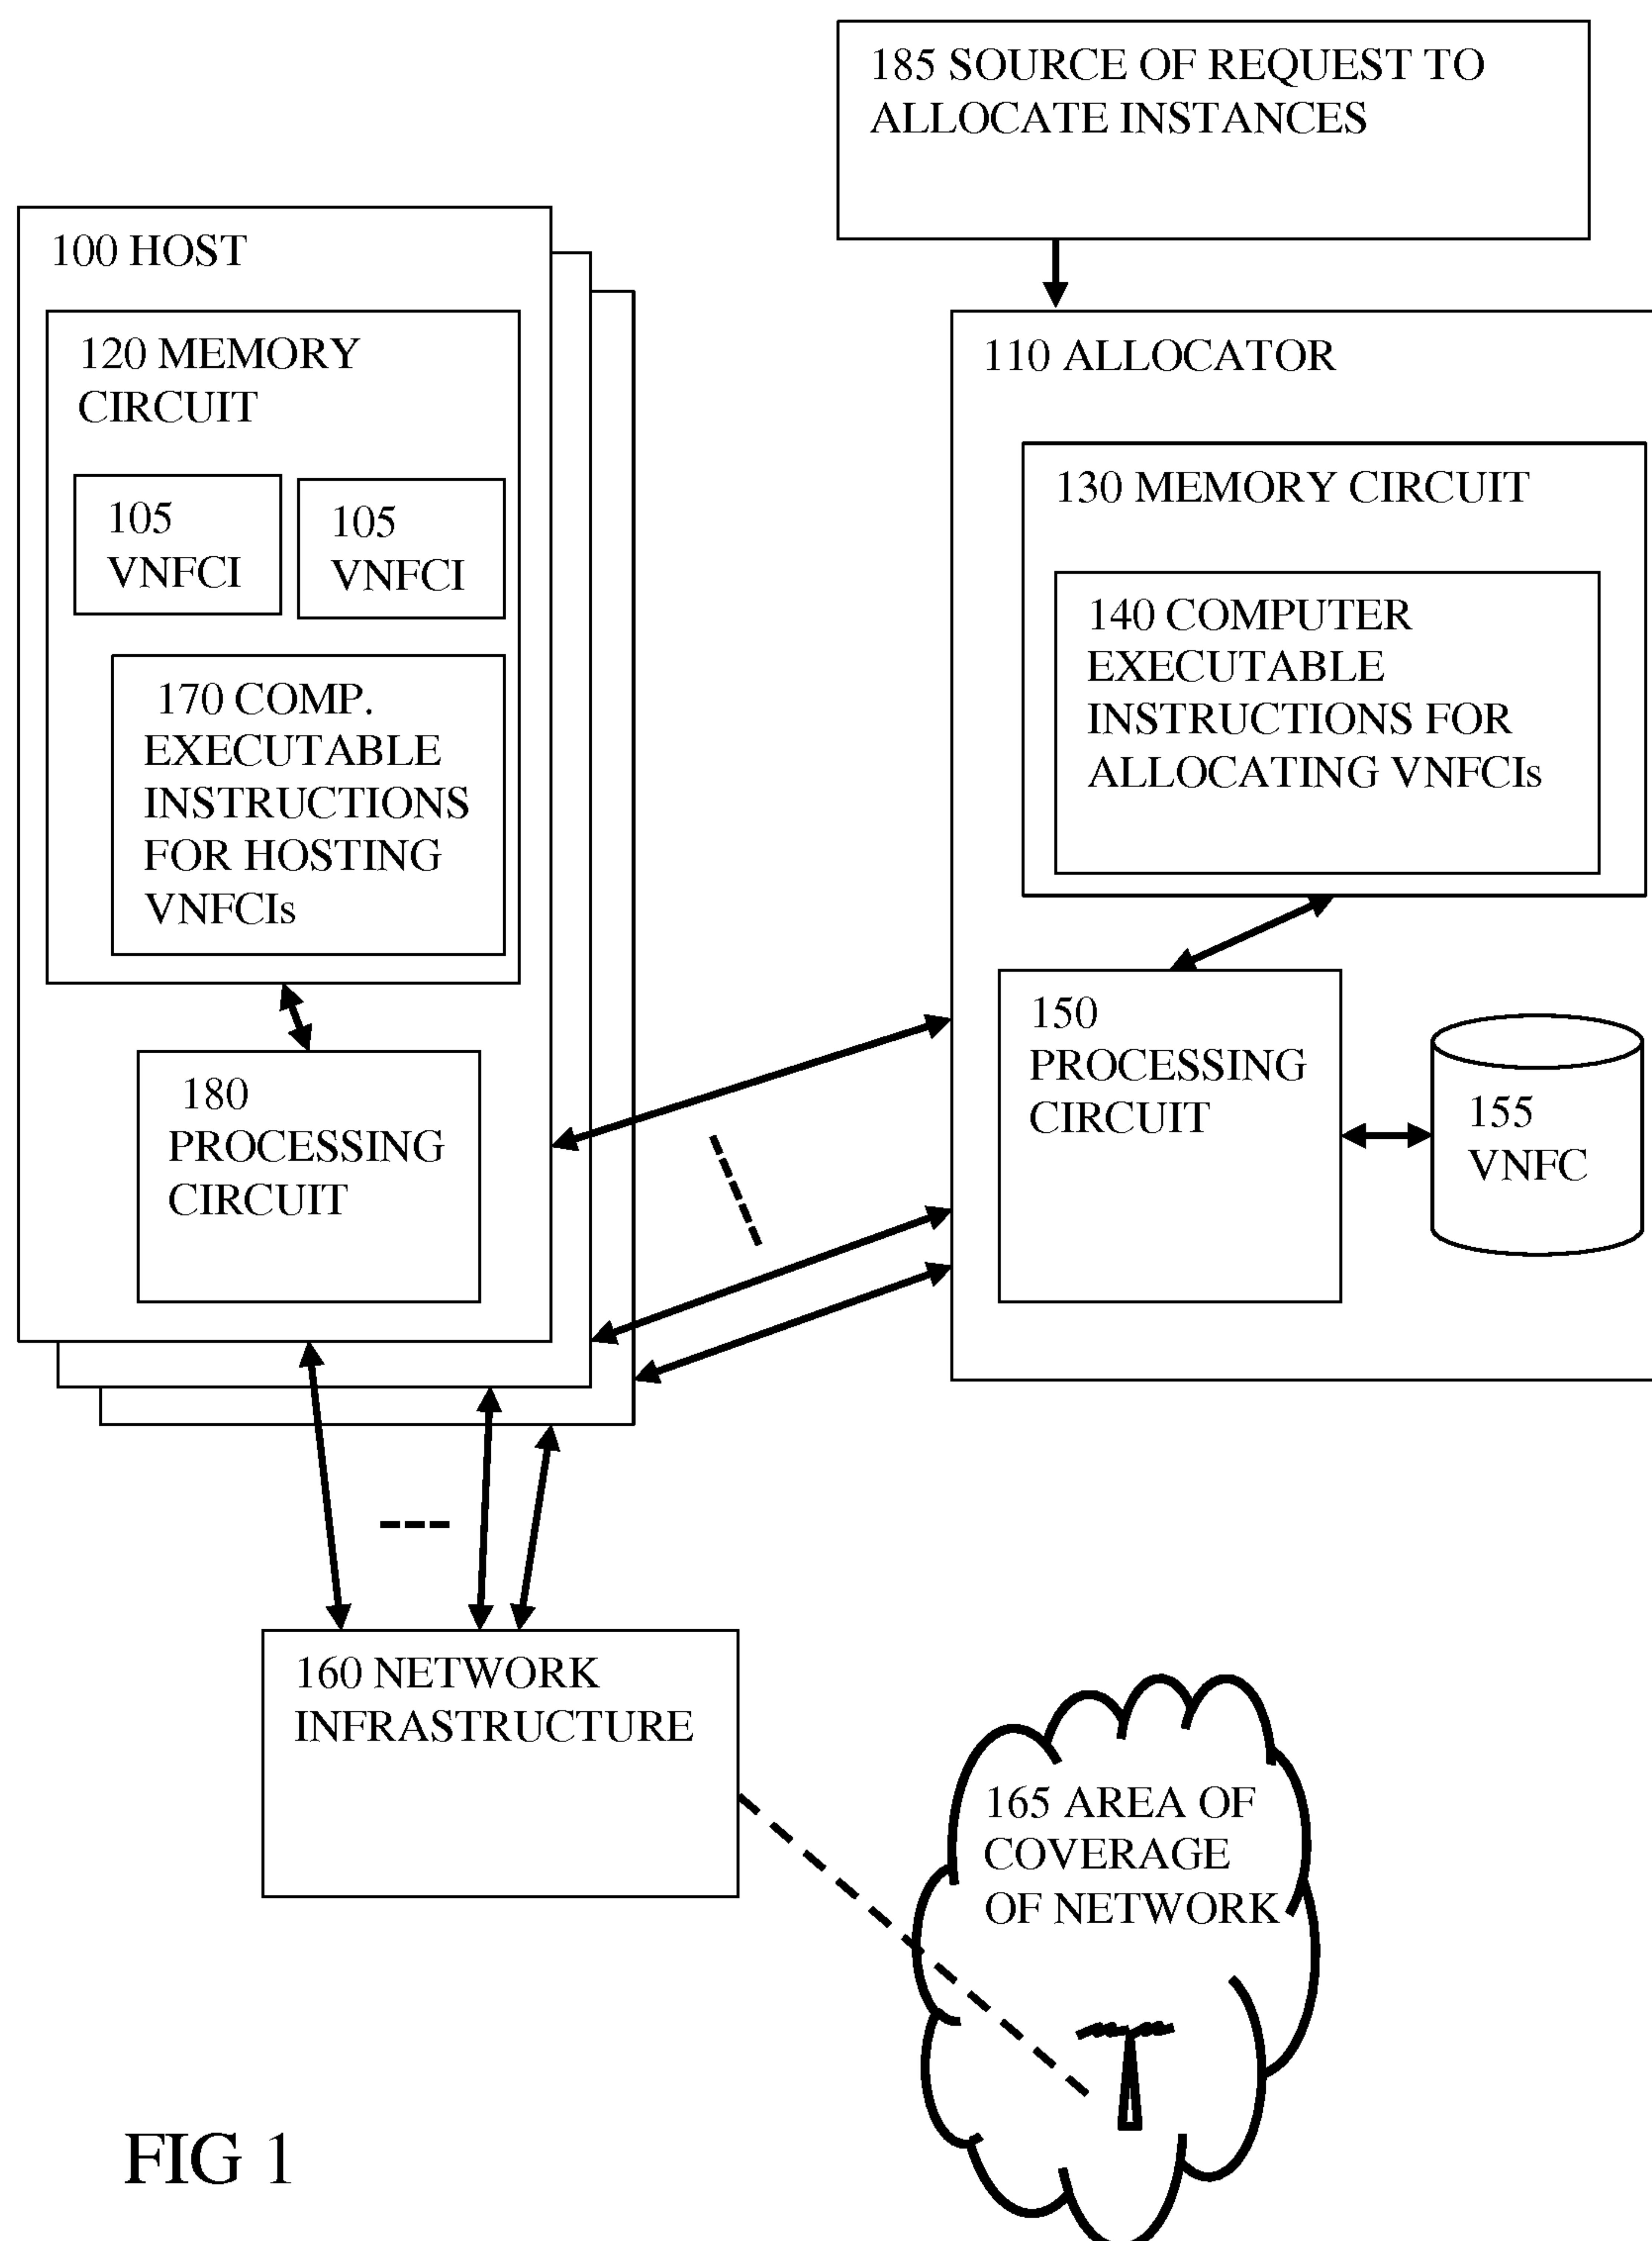 185 SOURCE OF REQUEST TO
ALLOCATE INSTANCES
100 HOST
120 MEMORY
CIRCUIT
105
VNFCI
105
VNFCI
170 COMP.
EXECUTABLE
INSTRUCTIONS
FOR HOSTING
VNFCIs
180
PROCESSING
CIRCUIT
110 ALLOCATOR
130 MEMORY CIRCUIT
140 COMPUTER
EXECUTABLE
INSTRUCTIONS FOR
ALLOCATING VNFCIs
150
PROCESSING
CIRCUIT
155
VNFC
160 NETWORK
INFRASTRUCTURE
165 AREA OF
COVERAGE
OF NETWORK
FIG 1